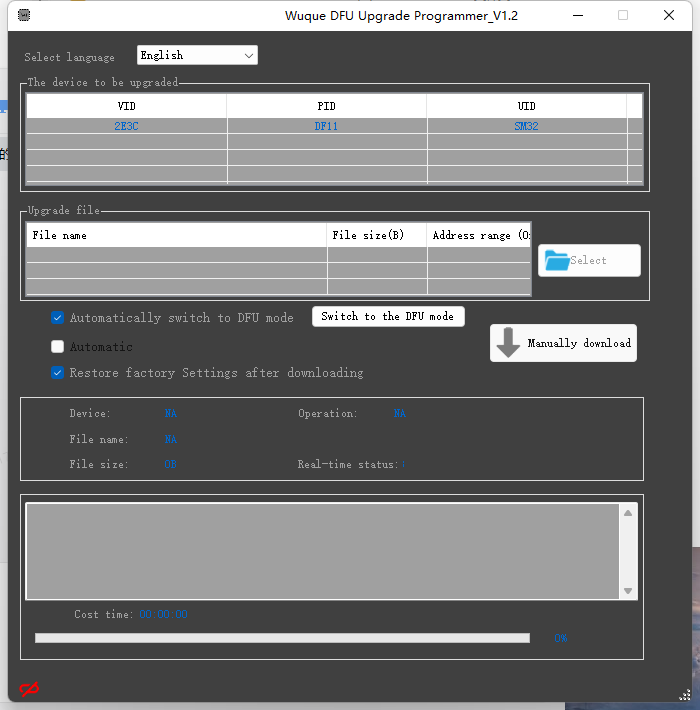 Wuque DFU Upgrade Programmer_V1.2
Select language English
The device to be upgraded
VID PID UID
2E3C DF11 SM32
Upgrade file
File name File size(B) Address range (0
Select
Automatically switch to DFU mode Switch to the DFU mode
Automatic
Manually download
Restore factory Settings after downloading
Device: NA Operation: NA
File name: NA
File size: 0B Real-time status:
Cost time: 00:00:00
0%